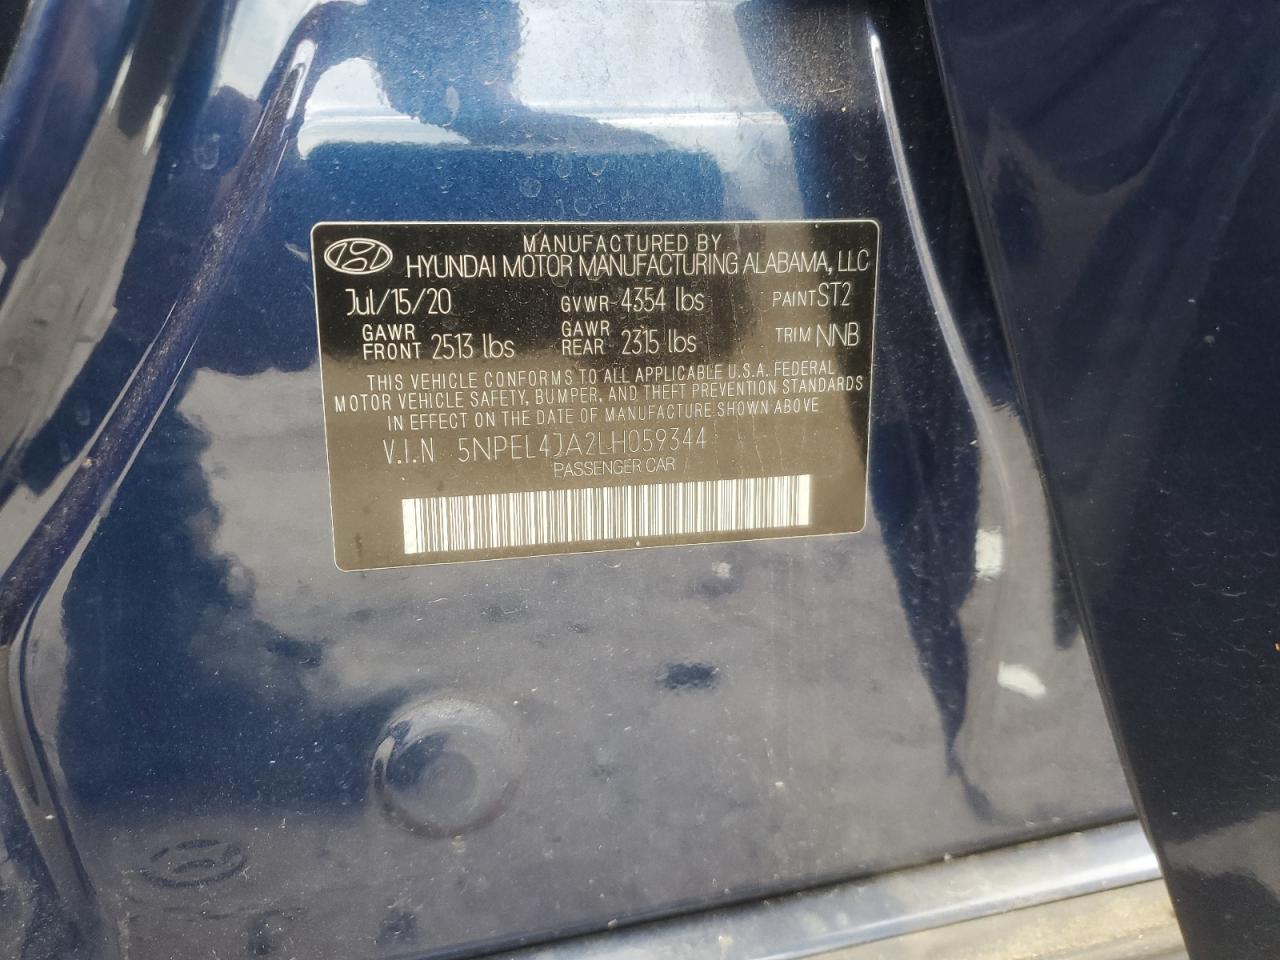 MANUFACTURED BY
HYUNDAI MOTOR MANUFACTURING ALABAMA, LLC
Jul/15/20 GVWR 4354 lbs PAINT ST2
GAWR FRONT 2513 lbs GAWR REAR 2315 lbs TRIM NNB
THIS VEHICLE CONFORMS TO ALL APPLICABLE U.S.A. FEDERAL
MOTOR VEHICLE SAFETY, BUMPER, AND THEFT PREVENTION STANDARDS
IN EFFECT ON THE DATE OF MANUFACTURE SHOWN ABOVE
V.I.N 5NPEL4JA2LH059344
PASSENGER CAR